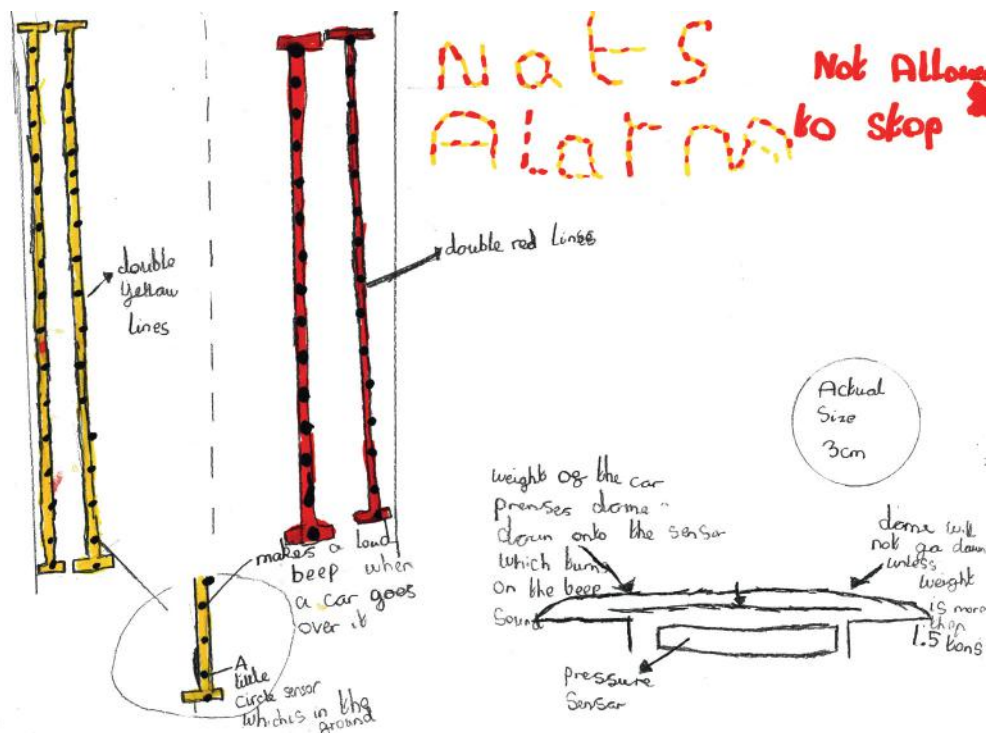 Nats
Alarm
Not Allowed
to stop
double
yellow
lines
double red lines
Actual
Size
3cm
makes a loud
beep when
a car goes
over it
A
little
circle sensor
which is in the
ground
weight of the car
presses dome
down onto the sensor
which turns
on the beep
Sound
dome will
not go down
unless
weight
is more
than
1.5 tons
pressure
Sensor